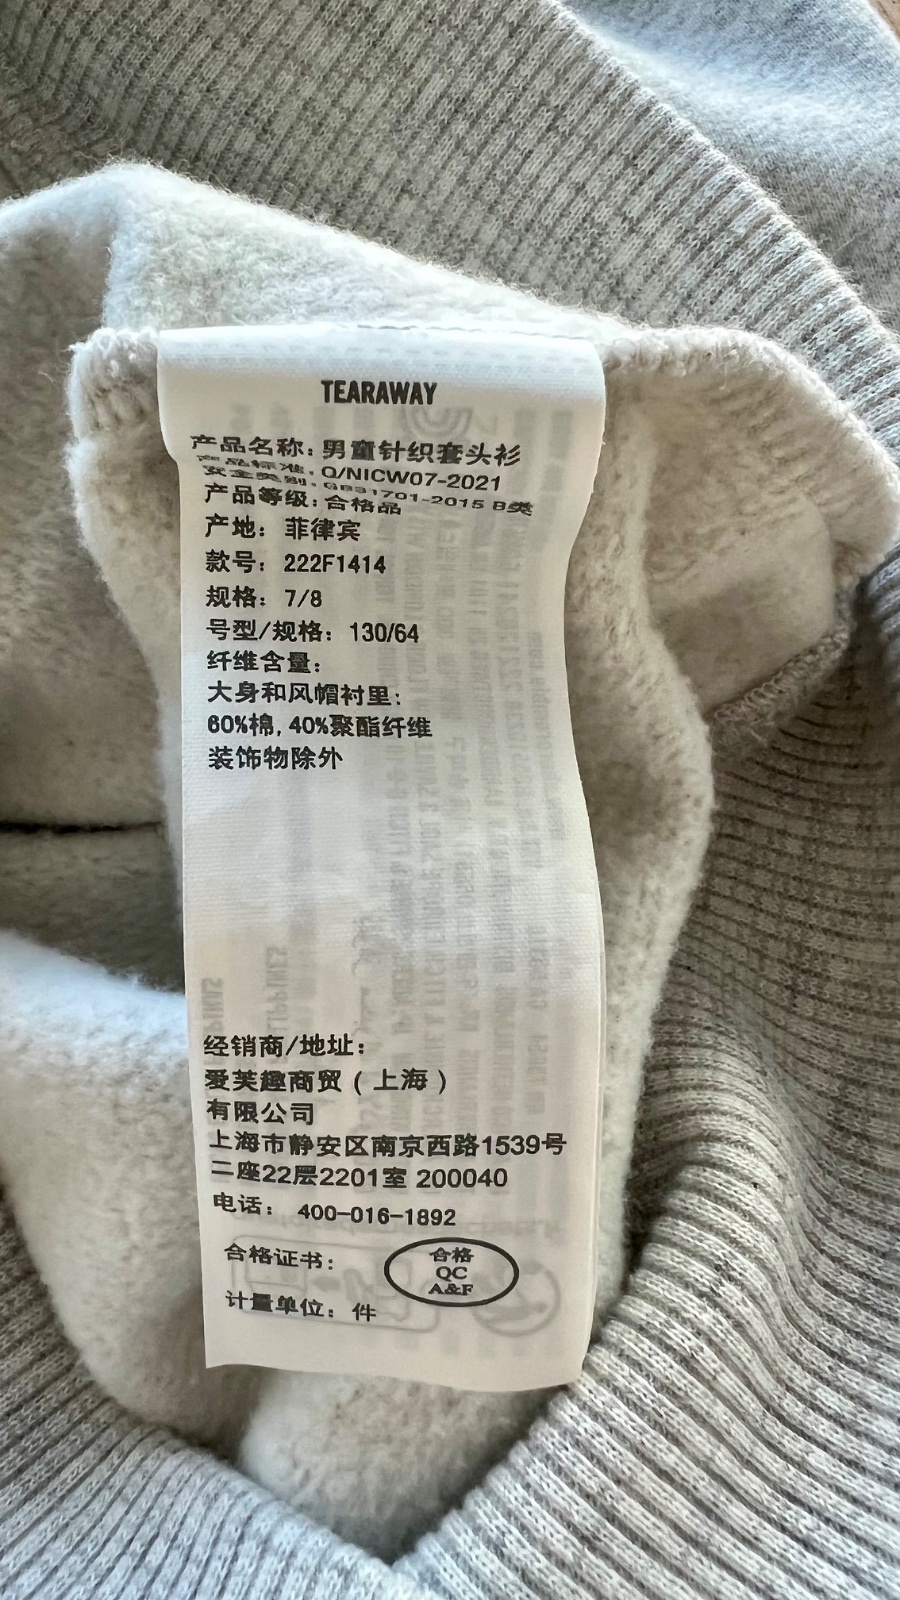 TEARAWAY
产品名称：男童针织套头衫
产品标准：Q/NICW07-2021
安全类别：GB31701-2015 B类
产品等级：合格品
产地：菲律宾
款号：222F1414
规格：7/8
号型/规格：130/64
纤维含量：
大身和风帽衬里：
60%棉, 40%聚酯纤维
装饰物除外
经销商/地址：
爱芙趣商贸（上海）
有限公司
上海市静安区南京西路1539号
二座22层2201室 200040
电话： 400-016-1892
合格证书：
合格
QC
A&F
计量单位：件